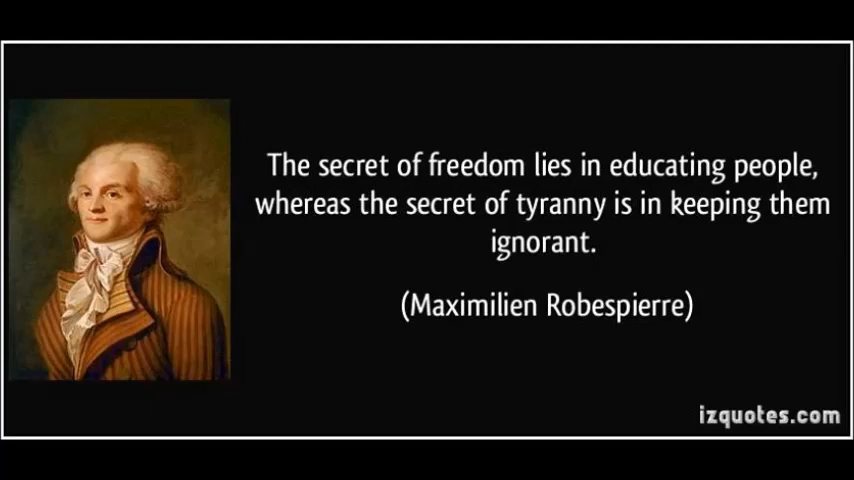 The secret of freedom lies in educating people,
whereas the secret of tyranny is in keeping them
ignorant.
(Maximilien Robespierre)
izquotes.com